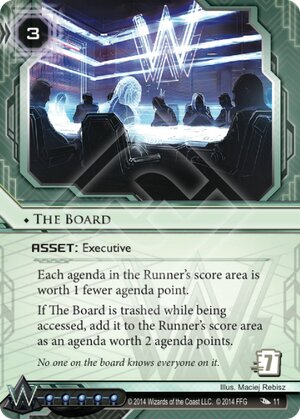 3
W
♦ THE BOARD
ASSET: Executive
Each agenda in the Runner's score area is
worth 1 fewer agenda point.
If The Board is trashed while being
accessed, add it to the Runner's score area
as an agenda worth 2 agenda points.
No one on the board knows everyone on it.
7
Illus. Maciej Rebisz
W
© 2014 Wizards of the Coast LLC. © 2014 FFG
11